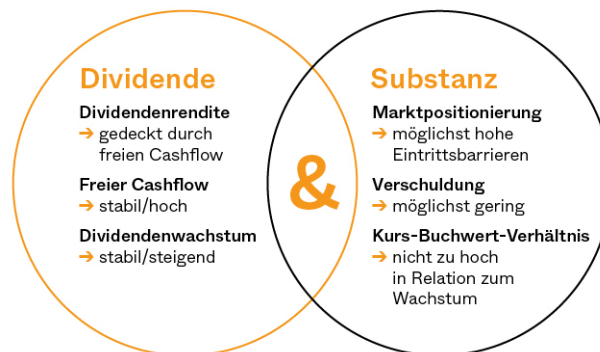 Dividende
Dividendenrendite
→ gedeckt durch
freien Cashflow
Freier Cashflow
→ stabil/hoch
Dividendenwachstum
→ stabil/steigend
&
Substanz
Marktpositionierung
→ möglichst hohe
Eintrittsbarrieren
Verschuldung
→ möglichst gering
Kurs-Buchwert-Verhältnis
→ nicht zu hoch
in Relation zum
Wachstum